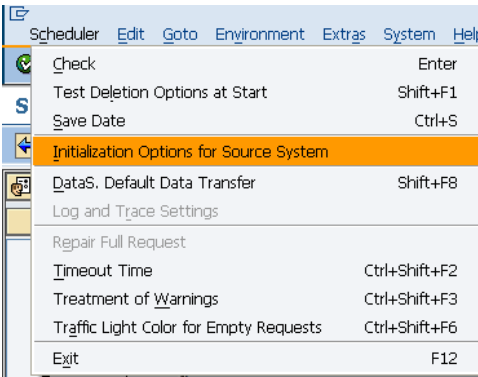 Scheduler Edit Goto Environment Extras System Help
Check Enter
Test Deletion Options at Start Shift+F1
Save Date Ctrl+S
Initialization Options for Source System
DataS. Default Data Transfer Shift+F8
Log and Trace Settings
Repair Full Request
Timeout Time Ctrl+Shift+F2
Treatment of Warnings Ctrl+Shift+F3
Traffic Light Color for Empty Requests Ctrl+Shift+F6
Exit F12